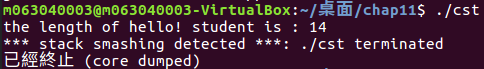 m063040003@m063040003-VirtualBox:~/桌面/chap11$ ./cst
the length of hello! student is : 14
*** stack smashing detected ***: ./cst terminated
已經終止 (core dumped)